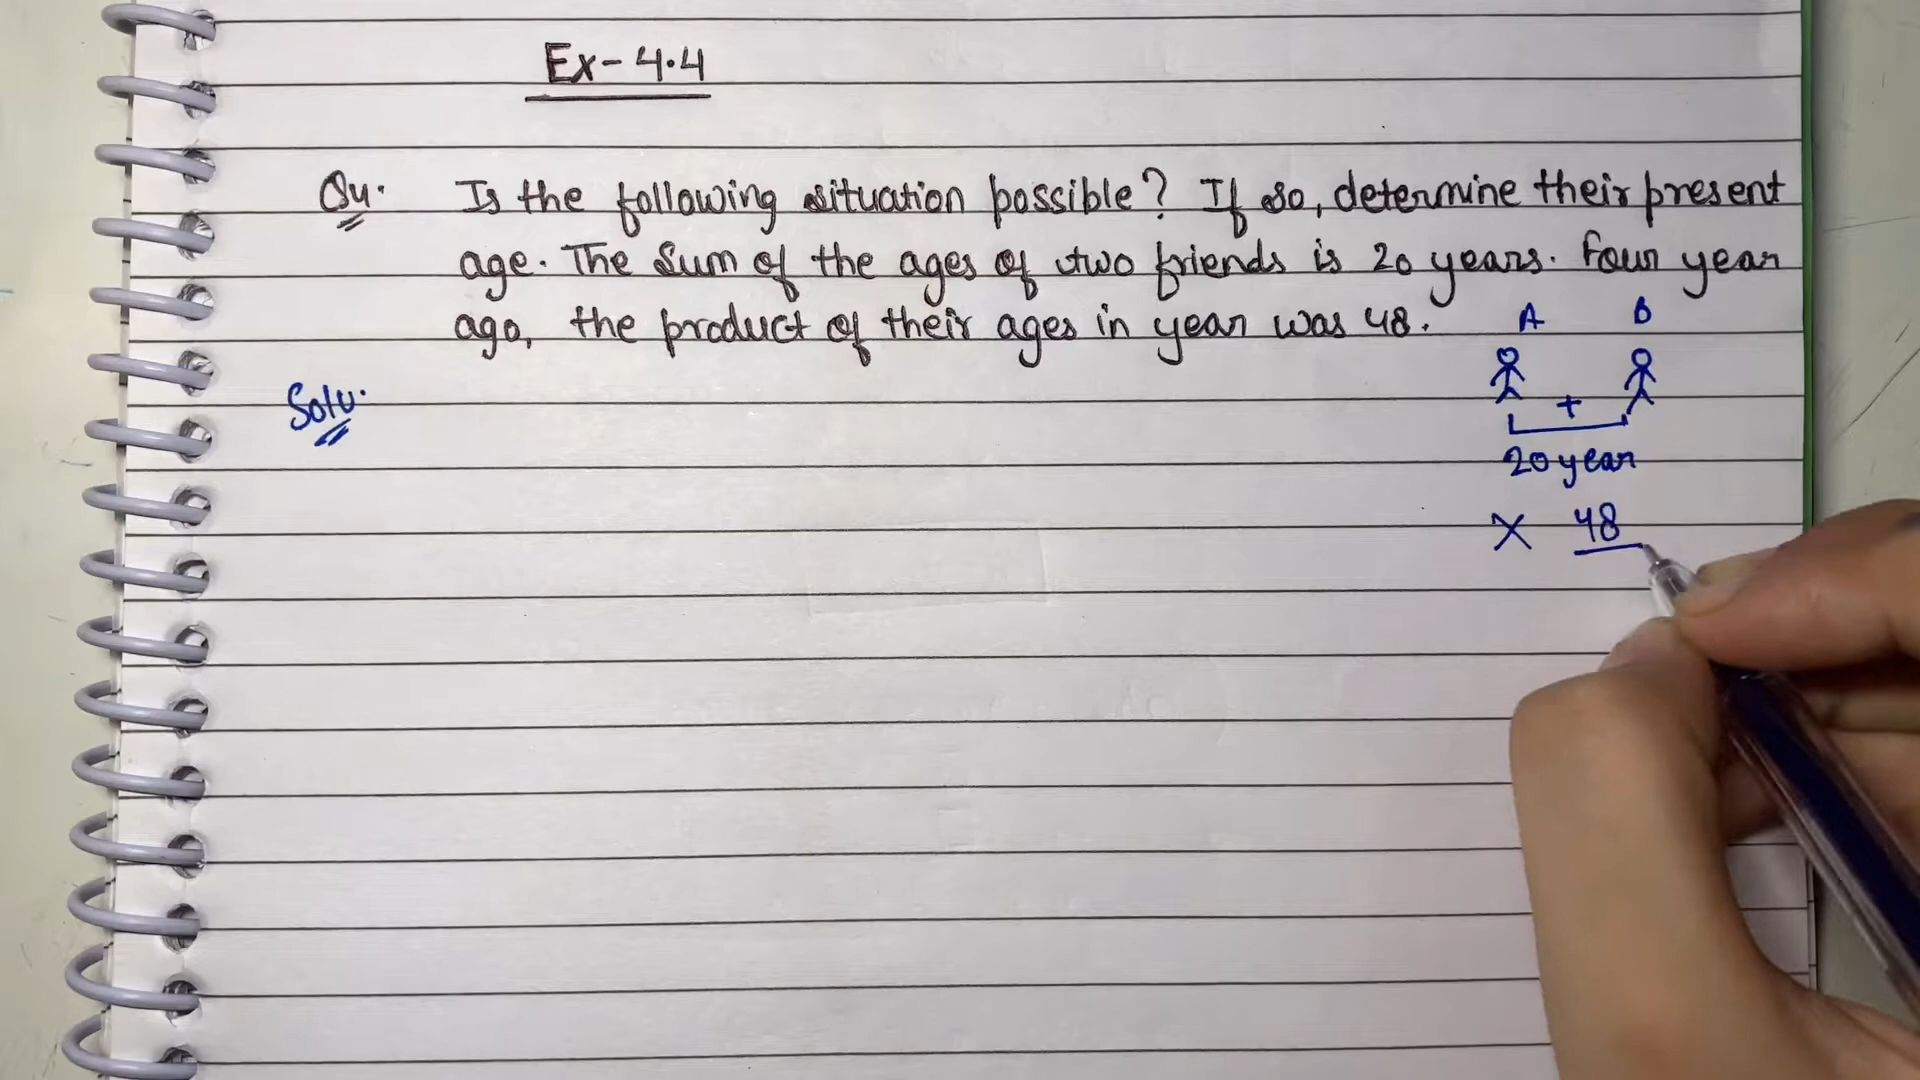 Ex-4.4
Qu. Is the following situation possible? If so, determine their present
age. The Sum of the ages of two friends is 20 years. Four year
ago, the product of their ages in year was 48.
A B
Solu.
+
20 year
× 48